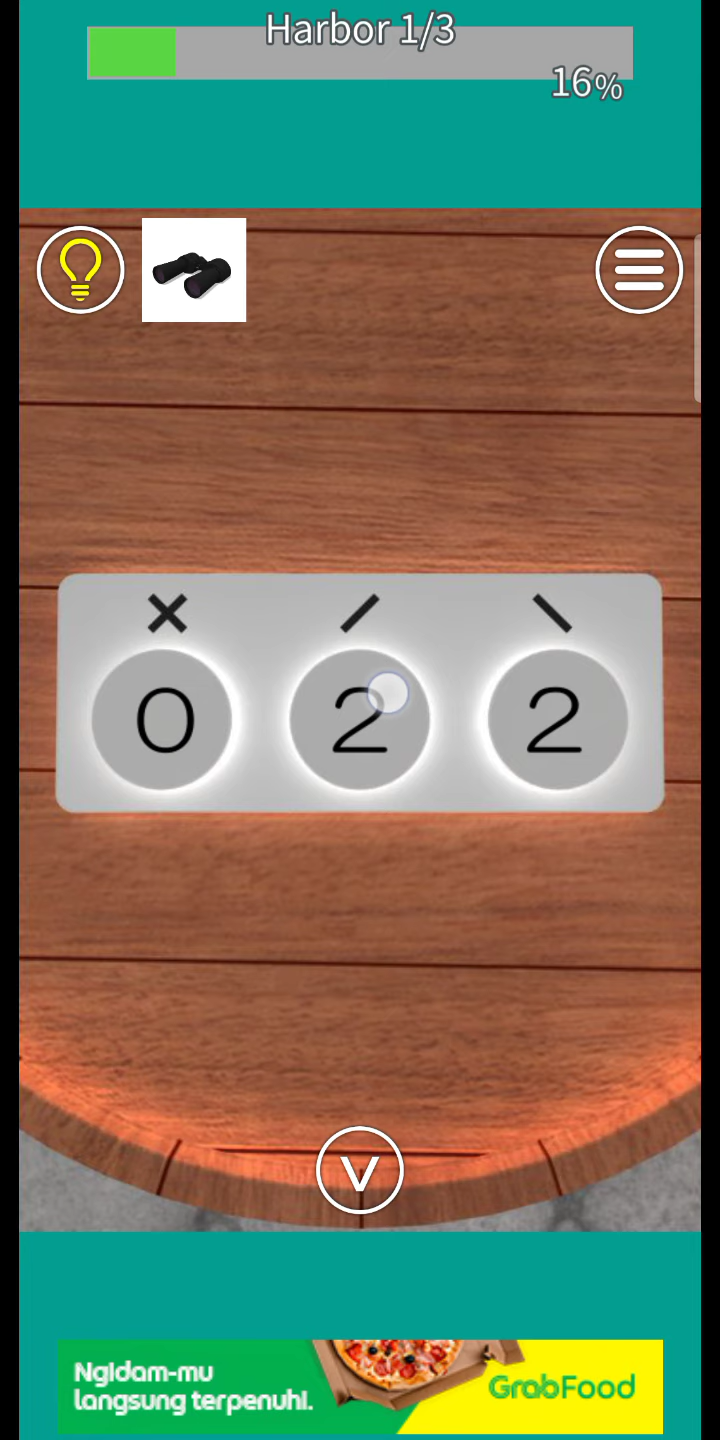 Harbor 1/3
16%
0 2 2
V
Ngidam-mu
langsung terpenuhi.
GrabFood